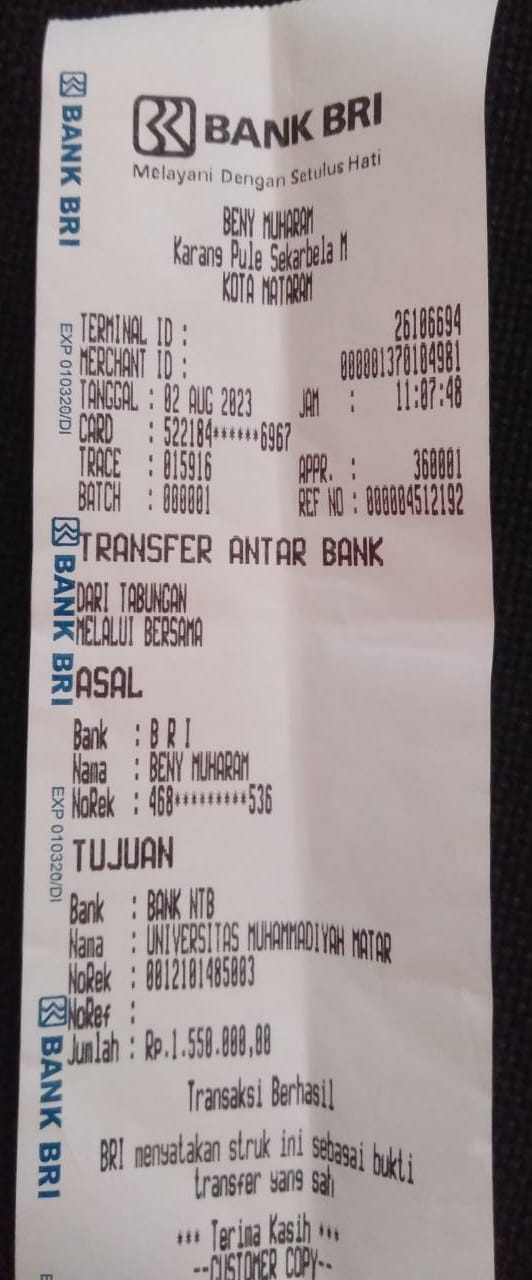 BANK BRI
Melayani Dengan Setulus Hati
BENY MUHARAM
Karang Pule Sekarbela M
KOTA MATARAM
TERMINAL ID : 26106694
MERCHANT ID : 000001370104981
TANGGAL : 02 AUG 2023 JAM : 11:07:48
CARD : 522184******6967
TRACE : 015916 APPR. : 360001
BATCH : 000001 REF NO : 000004512192
TRANSFER ANTAR BANK
DARI TABUNGAN
MELALUI BERSAMA
ASAL
Bank : B R I
Nama : BENY MUHARAM
NoRek : 468*********536
TUJUAN
Bank : BANK NTB
Nama : UNIVERSITAS MUHAMMADIYAH MATAR
NoRek : 0012101485003
NoRef :
Jumlah : Rp.1.550.000,00
Transaksi Berhasil
BRI menyatakan struk ini sebagai bukti
transfer yang sah
*** Terima Kasih ***
--CUSTOMER COPY--
BANK BRI
EXP 010320/DI
BANK BRI
EXP 010320/DI
BANK BRI